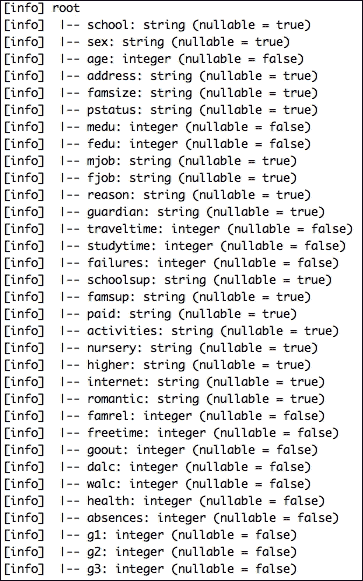 [info] root
[info]  |-- school: string (nullable = true)
[info]  |-- sex: string (nullable = true)
[info]  |-- age: integer (nullable = false)
[info]  |-- address: string (nullable = true)
[info]  |-- famsize: string (nullable = true)
[info]  |-- pstatus: string (nullable = true)
[info]  |-- medu: integer (nullable = false)
[info]  |-- fedu: integer (nullable = false)
[info]  |-- mjob: string (nullable = true)
[info]  |-- fjob: string (nullable = true)
[info]  |-- reason: string (nullable = true)
[info]  |-- guardian: string (nullable = true)
[info]  |-- traveltime: integer (nullable = false)
[info]  |-- studytime: integer (nullable = false)
[info]  |-- failures: integer (nullable = false)
[info]  |-- schoolsup: string (nullable = true)
[info]  |-- famsup: string (nullable = true)
[info]  |-- paid: string (nullable = true)
[info]  |-- activities: string (nullable = true)
[info]  |-- nursery: string (nullable = true)
[info]  |-- higher: string (nullable = true)
[info]  |-- internet: string (nullable = true)
[info]  |-- romantic: string (nullable = true)
[info]  |-- famrel: integer (nullable = false)
[info]  |-- freetime: integer (nullable = false)
[info]  |-- goout: integer (nullable = false)
[info]  |-- dalc: integer (nullable = false)
[info]  |-- walc: integer (nullable = false)
[info]  |-- health: integer (nullable = false)
[info]  |-- absences: integer (nullable = false)
[info]  |-- g1: integer (nullable = false)
[info]  |-- g2: integer (nullable = false)
[info]  |-- g3: integer (nullable = false)